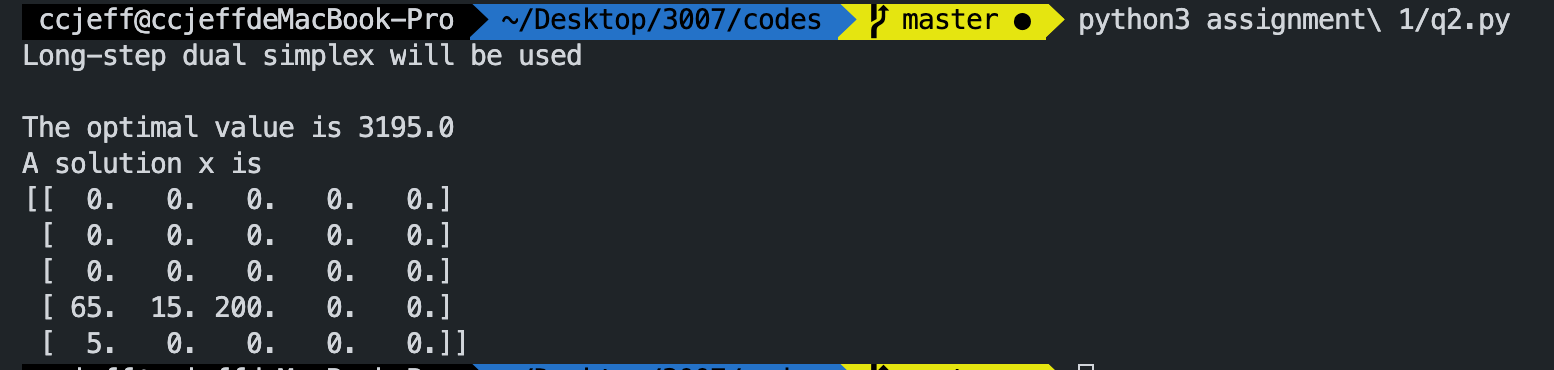 ccjeff@ccjeffdeMacBook-Pro ~/Desktop/3007/codes master ● python3 assignment\ 1/q2.py
Long-step dual simplex will be used
The optimal value is 3195.0
A solution x is
[[  0.   0.   0.   0.   0.]
 [  0.   0.   0.   0.   0.]
 [  0.   0.   0.   0.   0.]
 [ 65.  15. 200.   0.   0.]
 [  5.   0.   0.   0.   0.]]